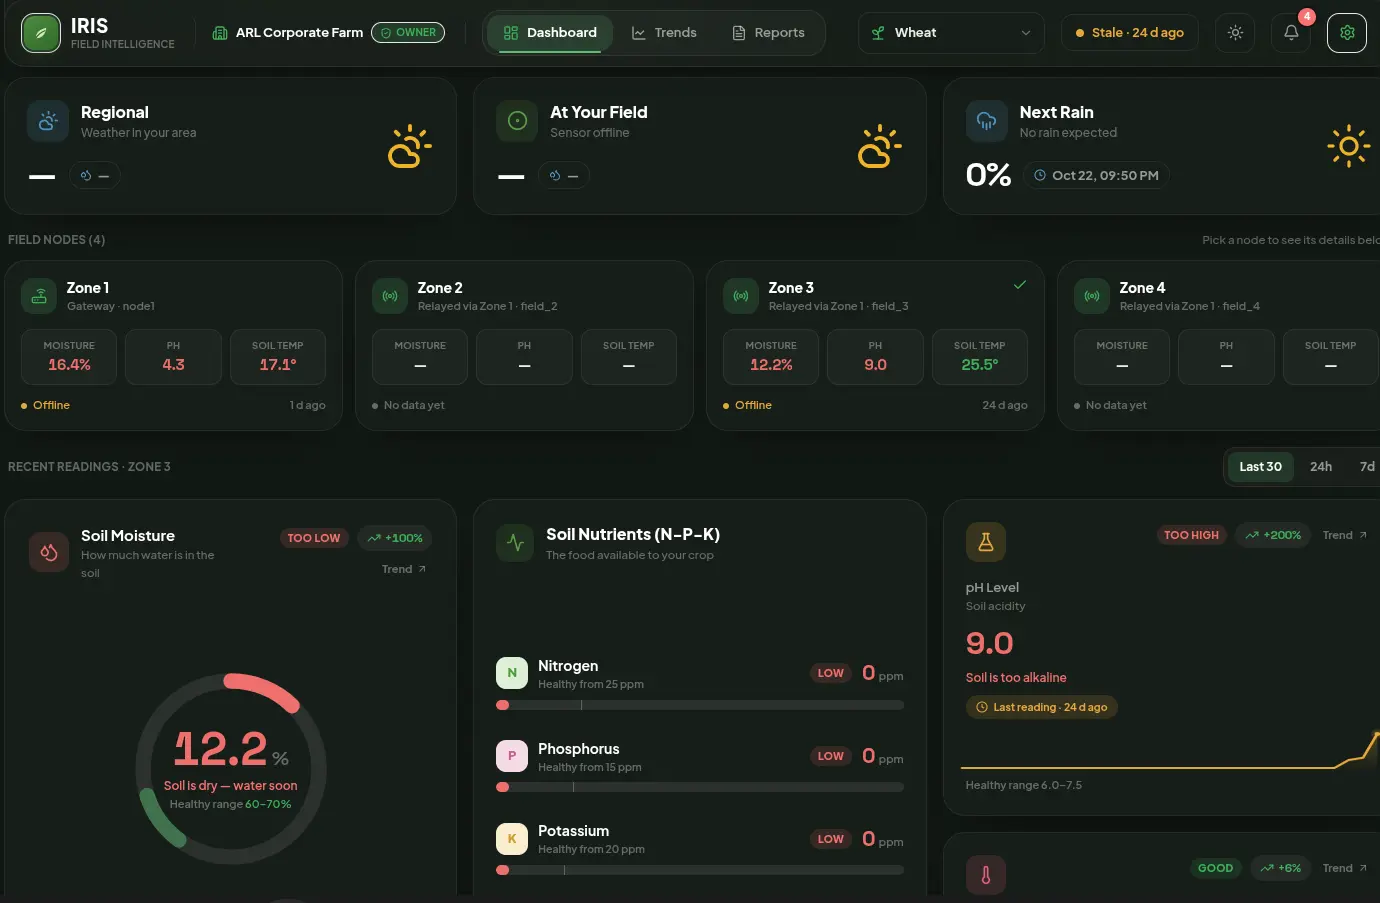 IRIS
FIELD INTELLIGENCE
ARL Corporate Farm
OWNER
Dashboard
Trends
Reports
Wheat
Stale · 24 d ago
4
Regional
Weather in your area
—
—
At Your Field
Sensor offline
—
—
Next Rain
No rain expected
0%
Oct 22, 09:50 PM
FIELD NODES (4)
Pick a node to see its details
Zone 1
Gateway · node1
MOISTURE
16.4%
PH
4.3
SOIL TEMP
17.1°
Offline
1 d ago
Zone 2
Relayed via Zone 1 · field_2
MOISTURE
—
PH
—
SOIL TEMP
—
No data yet
Zone 3
Relayed via Zone 1 · field_3
MOISTURE
12.2%
PH
9.0
SOIL TEMP
25.5°
Offline
24 d ago
Zone 4
Relayed via Zone 1 · field_4
MOISTURE
—
PH
—
SOIL TEMP
—
No data yet
RECENT READINGS · ZONE 3
Last 30
24h
7d
Soil Moisture
How much water is in the
soil
TOO LOW
+100%
Trend
12.2 %
Soil is dry — water soon
Healthy range 60–70%
Soil Nutrients (N-P-K)
The food available to your crop
N
Nitrogen
Healthy from 25 ppm
LOW
0 ppm
P
Phosphorus
Healthy from 15 ppm
LOW
0 ppm
K
Potassium
Healthy from 20 ppm
LOW
0 ppm
TOO HIGH
+200%
Trend
pH Level
Soil acidity
9.0
Soil is too alkaline
Last reading · 24 d ago
Healthy range 6.0–7.5
GOOD
+6%
Trend